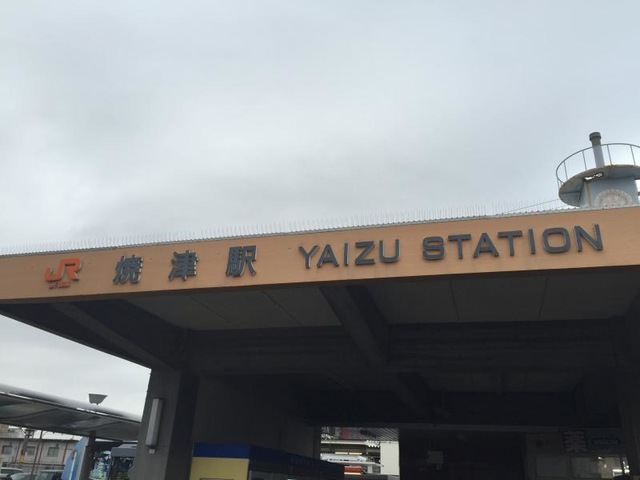 JR 焼津駅 YAIZU STATION